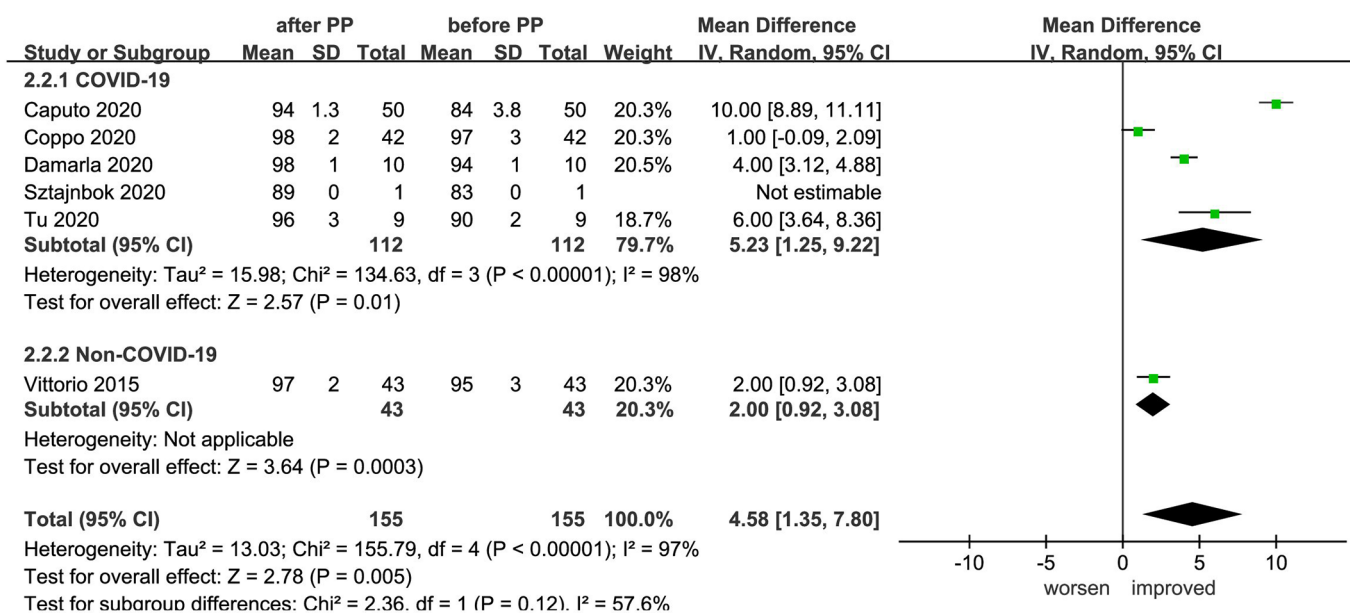 after PP before PP Mean Difference Mean Difference
Study or Subgroup Mean SD Total Mean SD Total Weight IV, Random, 95% CI IV, Random, 95% CI
2.2.1 COVID-19
Caputo 2020 94 1.3 50 84 3.8 50 20.3% 10.00 [8.89, 11.11]
Coppo 2020 98 2 42 97 3 42 20.3% 1.00 [-0.09, 2.09]
Damarla 2020 98 1 10 94 1 10 20.5% 4.00 [3.12, 4.88]
Sztajnbok 2020 89 0 1 83 0 1 Not estimable
Tu 2020 96 3 9 90 2 9 18.7% 6.00 [3.64, 8.36]
Subtotal (95% CI) 112 112 79.7% 5.23 [1.25, 9.22]
Heterogeneity: Tau² = 15.98; Chi² = 134.63, df = 3 (P < 0.00001); I² = 98%
Test for overall effect: Z = 2.57 (P = 0.01)
2.2.2 Non-COVID-19
Vittorio 2015 97 2 43 95 3 43 20.3% 2.00 [0.92, 3.08]
Subtotal (95% CI) 43 43 20.3% 2.00 [0.92, 3.08]
Heterogeneity: Not applicable
Test for overall effect: Z = 3.64 (P = 0.0003)
Total (95% CI) 155 155 100.0% 4.58 [1.35, 7.80]
Heterogeneity: Tau² = 13.03; Chi² = 155.79, df = 4 (P < 0.00001); I² = 97%
Test for overall effect: Z = 2.78 (P = 0.005)
Test for subgroup differences: Chi² = 2.36, df = 1 (P = 0.12), I² = 57.6%
-10 -5 0 5 10
worsen improved